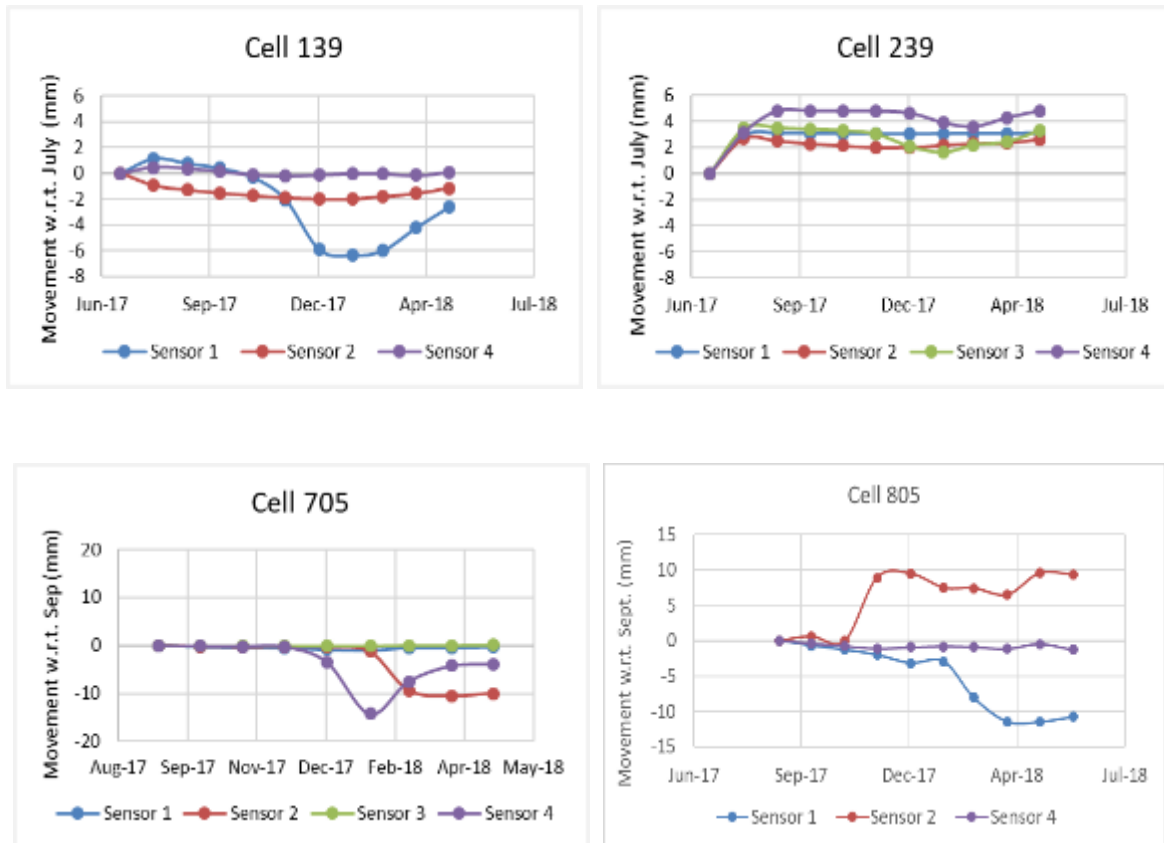 Cell 139
Movement w.r.t. July (mm)
6
4
2
0
-2
-4
-6
-8
Jun-17 Sep-17 Dec-17 Apr-18 Jul-18
Sensor 1 Sensor 2 Sensor 4
Cell 239
Movement w.r.t. July (mm)
6
4
2
0
-2
-4
-6
-8
Jun-17 Sep-17 Dec-17 Apr-18 Jul-18
Sensor 1 Sensor 2 Sensor 3 Sensor 4
Cell 705
Movement w.r.t. Sep (mm)
20
10
0
-10
-20
Aug-17 Sep-17 Nov-17 Dec-17 Feb-18 Apr-18 May-18
Sensor 1 Sensor 2 Sensor 3 Sensor 4
Cell 805
Movement w.r.t. Sept. (mm)
15
10
5
0
-5
-10
-15
Jun-17 Sep-17 Dec-17 Apr-18 Jul-18
Sensor 1 Sensor 2 Sensor 4